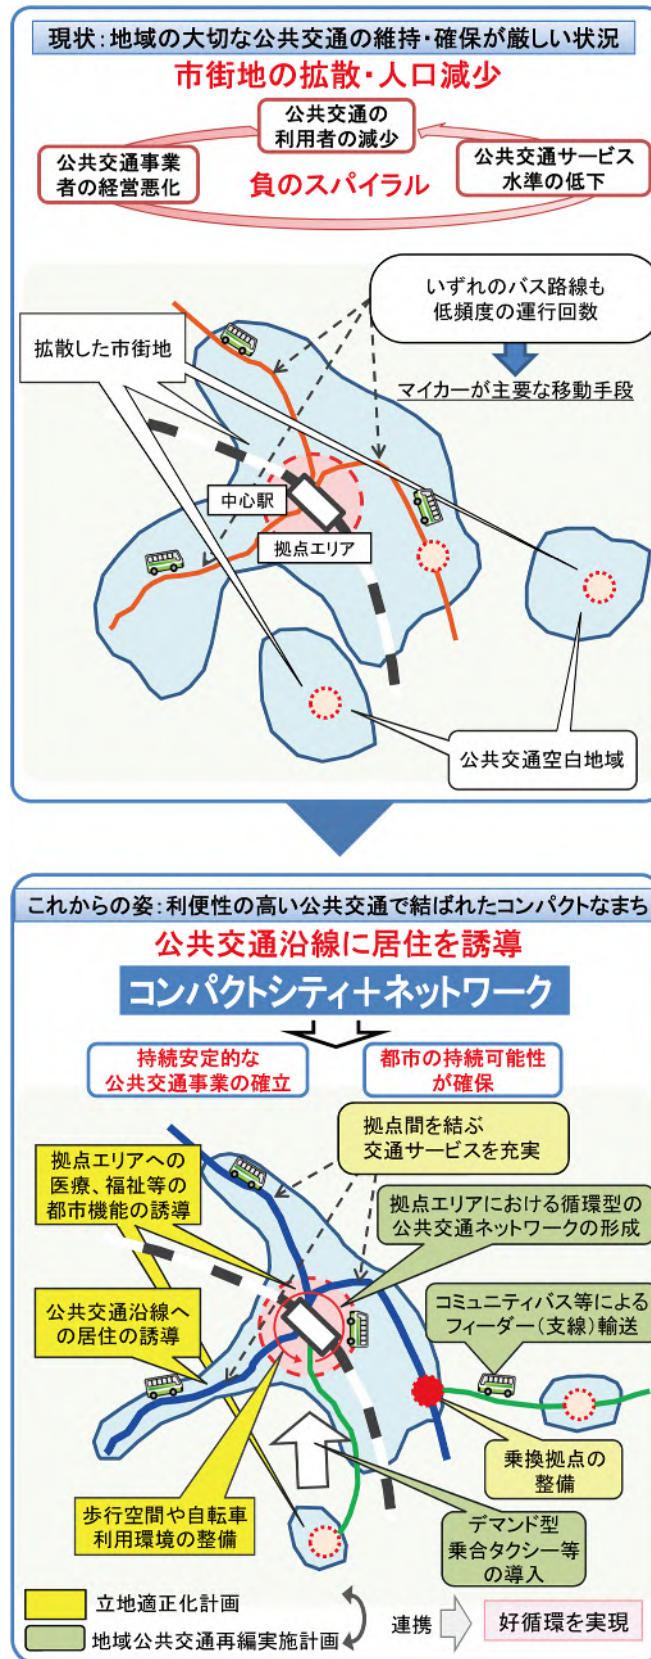 現状：地域の大切な公共交通の維持・確保が厳しい状況
市街地の拡散・人口減少
公共交通の
利用者の減少
公共交通事業
者の経営悪化
負のスパイラル
公共交通サービス
水準の低下
いずれのバス路線も
低頻度の運行回数
拡散した市街地
マイカーが主要な移動手段
中心駅
拠点エリア
公共交通空白地域
これからの姿：利便性の高い公共交通で結ばれたコンパクトなまち
公共交通沿線に居住を誘導
コンパクトシティ＋ネットワーク
持続安定的な
公共交通事業の確立
都市の持続可能性
が確保
拠点間を結ぶ
交通サービスを充実
拠点エリアへの
医療、福祉等の
都市機能の誘導
拠点エリアにおける循環型の
公共交通ネットワークの形成
公共交通沿線へ
の居住の誘導
コミュニティバス等による
フィーダー（支線）輸送
乗換拠点の
整備
歩行空間や自転車
利用環境の整備
デマンド型
乗合タクシー等
の導入
立地適正化計画
地域公共交通再編実施計画
連携
好循環を実現